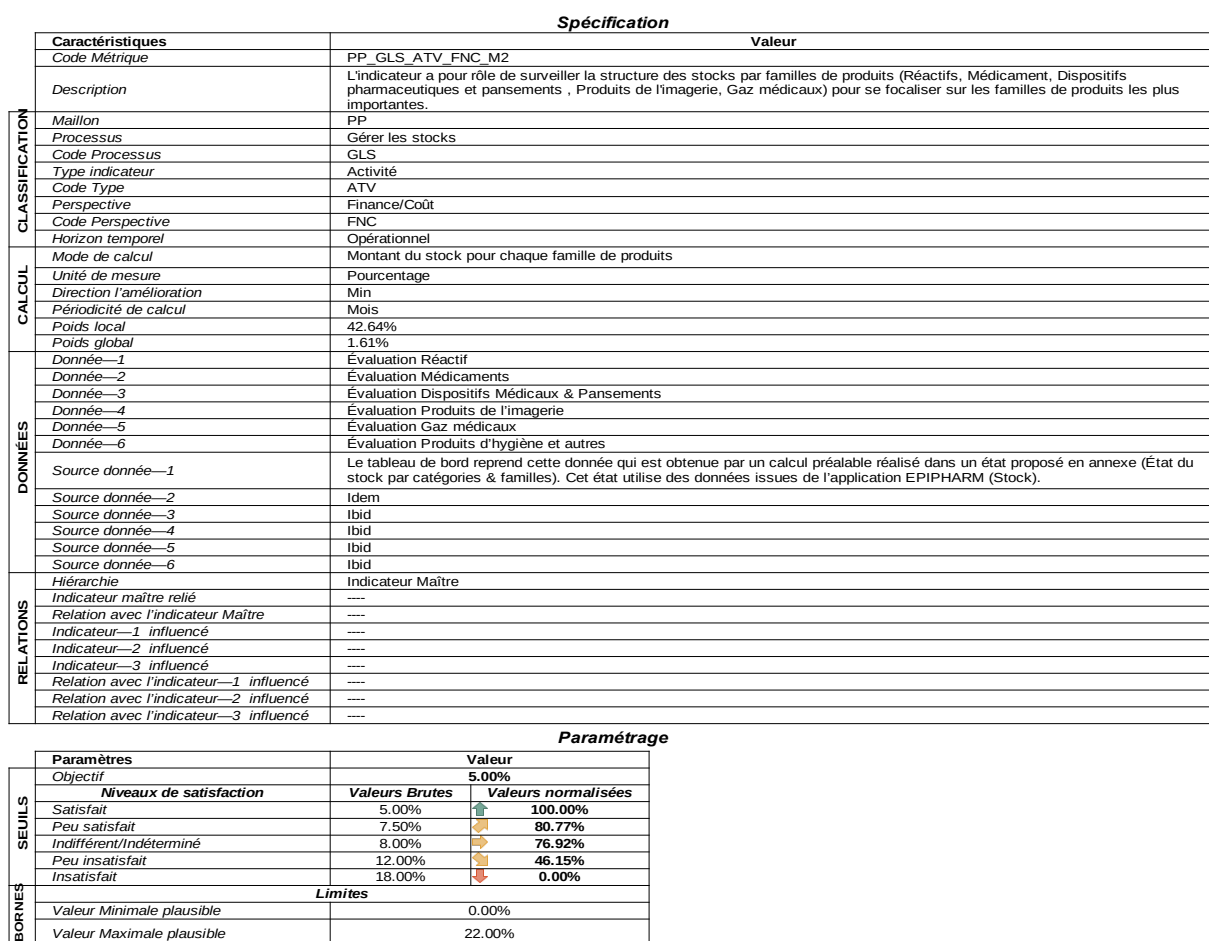 Spécification
Caractéristiques Valeur
Code Métrique PP_GLS_ATV_FNC_M2
Description L'indicateur a pour rôle de surveiller la structure des stocks par familles de produits (Réactifs, Médicament, Dispositifs
pharmaceutiques et pansements , Produits de l'imagerie, Gaz médicaux) pour se focaliser sur les familles de produits les plus
importantes.
CLASSIFICATION
Maillon PP
Processus Gérer les stocks
Code Processus GLS
Type indicateur Activité
Code Type ATV
Perspective Finance/Coût
Code Perspective FNC
Horizon temporel Opérationnel
CALCUL
Mode de calcul Montant du stock pour chaque famille de produits
Unité de mesure Pourcentage
Direction l'amélioration Min
Périodicité de calcul Mois
Poids local 42.64%
Poids global 1.61%
DONNÉES
Donnée—1 Évaluation Réactif
Donnée—2 Évaluation Médicaments
Donnée—3 Évaluation Dispositifs Médicaux & Pansements
Donnée—4 Évaluation Produits de l'imagerie
Donnée—5 Évaluation Gaz médicaux
Donnée—6 Évaluation Produits d'hygiène et autres
Source donnée—1 Le tableau de bord reprend cette donnée qui est obtenue par un calcul préalable réalisé dans un état proposé en annexe (État du
stock par catégories & familles). Cet état utilise des données issues de l'application EPIPHARM (Stock).
Source donnée—2 Idem
Source donnée—3 Ibid
Source donnée—4 Ibid
Source donnée—5 Ibid
Source donnée—6 Ibid
RELATIONS
Hiérarchie Indicateur Maître
Indicateur maître relié ----
Relation avec l'indicateur Maître ----
Indicateur—1 influencé ----
Indicateur—2 influencé ----
Indicateur—3 influencé ----
Relation avec l'indicateur—1 influencé ----
Relation avec l'indicateur—2 influencé ----
Relation avec l'indicateur—3 influencé ----
Paramétrage
Paramètres Valeur
SEUILS
Objectif 5.00%
Niveaux de satisfaction Valeurs Brutes Valeurs normalisées
Satisfait 5.00% 100.00%
Peu satisfait 7.50% 80.77%
Indifférent/Indéterminé 8.00% 76.92%
Peu insatisfait 12.00% 46.15%
Insatisfait 18.00% 0.00%
BORNES
Limites
Valeur Minimale plausible 0.00%
Valeur Maximale plausible 22.00%